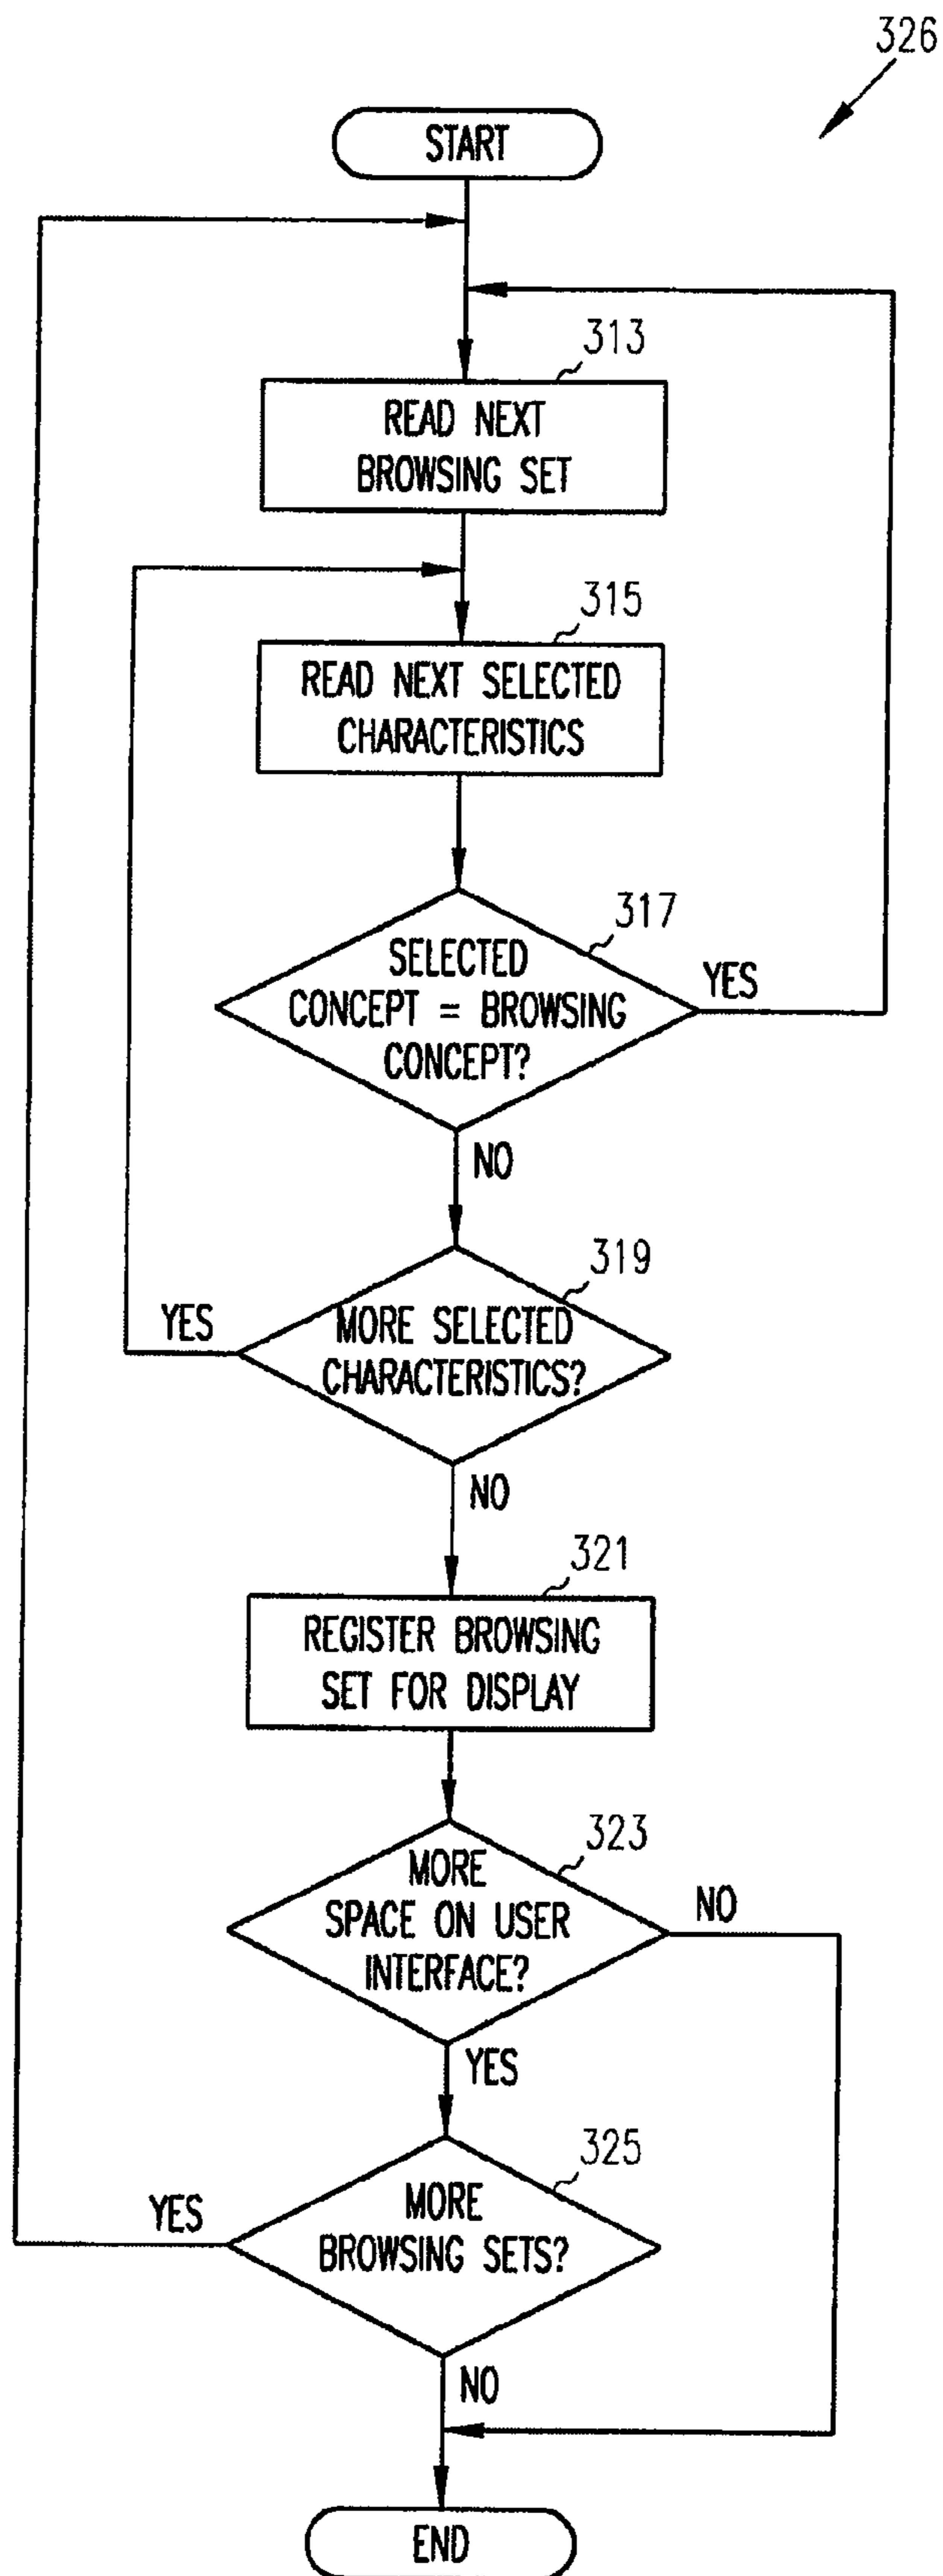 326
START
313
READ NEXT
BROWSING SET
315
READ NEXT SELECTED
CHARACTERISTICS
317
SELECTED
CONCEPT = BROWSING
CONCEPT?
YES
NO
319
MORE SELECTED
CHARACTERISTICS?
YES
NO
321
REGISTER BROWSING
SET FOR DISPLAY
323
MORE
SPACE ON USER
INTERFACE?
NO
YES
325
MORE
BROWSING SETS?
YES
NO
END